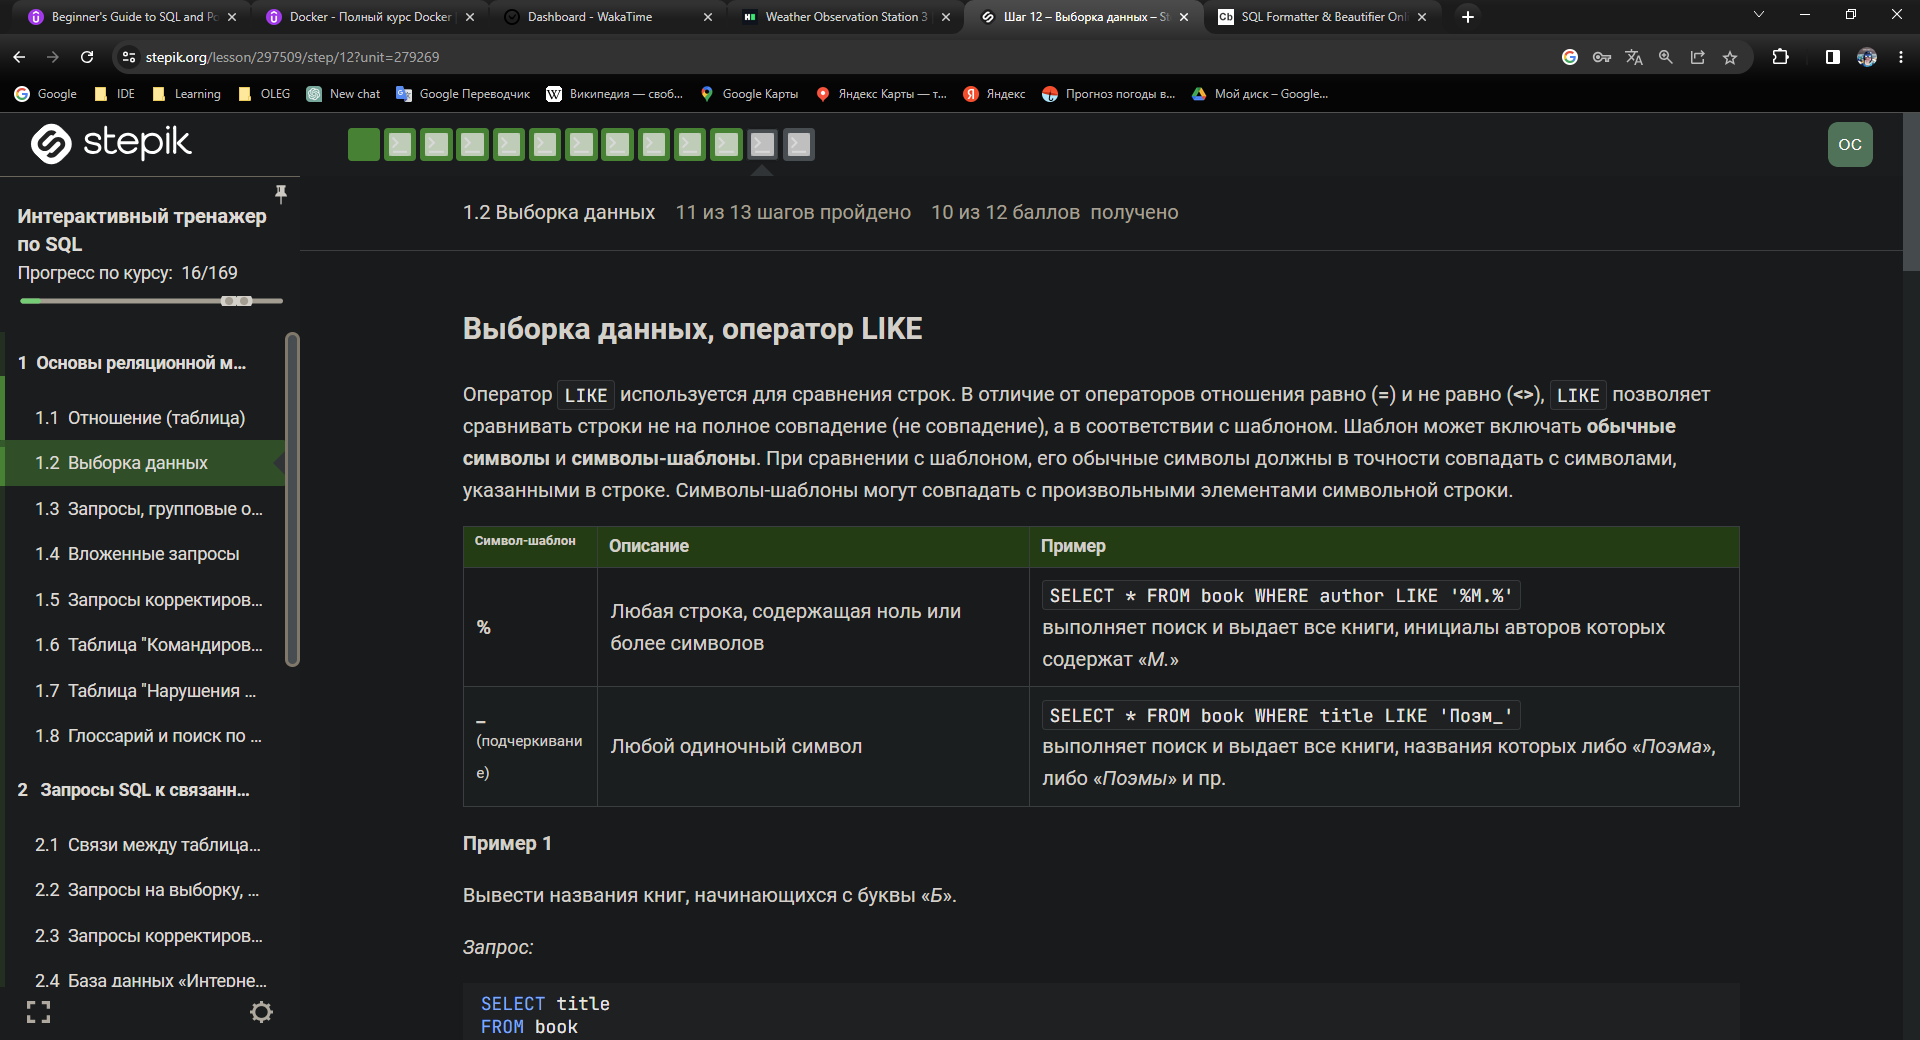 Beginner's Guide to SQL and Po
Docker - Полный курс Docker
Dashboard - WakaTime
Weather Observation Station 3
Шаг 12 – Выборка данных – St
SQL Formatter & Beautifier Onli
stepik.org/lesson/297509/step/12?unit=279269
Google
IDE
Learning
OLEG
New chat
Google Переводчик
Википедия — своб...
Google Карты
Яндекс Карты — т...
Яндекс
Прогноз погоды в...
Мой диск – Google...
stepik
OC
Интерактивный тренажер
по SQL
Прогресс по курсу: 16/169
1 Основы реляционной м...
1.1 Отношение (таблица)
1.2 Выборка данных
1.3 Запросы, групповые о...
1.4 Вложенные запросы
1.5 Запросы корректиров...
1.6 Таблица "Командиров...
1.7 Таблица "Нарушения ...
1.8 Глоссарий и поиск по ...
2 Запросы SQL к связанн...
2.1 Связи между таблица...
2.2 Запросы на выборку, ...
2.3 Запросы корректиров...
2.4 База данных «Интерне...
1.2 Выборка данных 11 из 13 шагов пройдено 10 из 12 баллов получено
Выборка данных, оператор LIKE
Оператор LIKE используется для сравнения строк. В отличие от операторов отношения равно (=) и не равно (<>), LIKE позволяет
сравнивать строки не на полное совпадение (не совпадение), а в соответствии с шаблоном. Шаблон может включать обычные
символы и символы-шаблоны. При сравнении с шаблоном, его обычные символы должны в точности совпадать с символами,
указанными в строке. Символы-шаблоны могут совпадать с произвольными элементами символьной строки.
Символ-шаблон
Описание
Пример
%
Любая строка, содержащая ноль или
более символов
SELECT * FROM book WHERE author LIKE '%М.%'
выполняет поиск и выдает все книги, инициалы авторов которых
содержат «М.»
_
(подчеркивани
е)
Любой одиночный символ
SELECT * FROM book WHERE title LIKE 'Поэм_'
выполняет поиск и выдает все книги, названия которых либо «Поэма»,
либо «Поэмы» и пр.
Пример 1
Вывести названия книг, начинающихся с буквы «Б».
Запрос:
SELECT title
FROM book